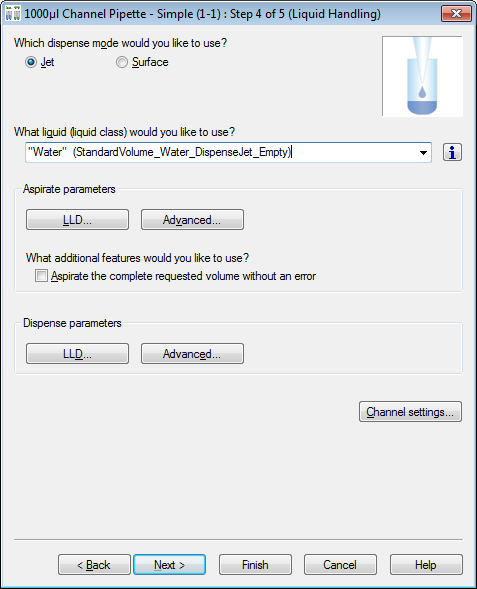 1000µl Channel Pipette - Simple (1-1) : Step 4 of 5 (Liquid Handling)
Which dispense mode would you like to use?
Jet Surface
What liquid (liquid class) would you like to use?
"Water" (StandardVolume_Water_DispenseJet_Empty)
Aspirate parameters
LLD... Advanced...
What additional features would you like to use?
Aspirate the complete requested volume without an error
Dispense parameters
LLD... Advanced...
Channel settings...
< Back Next > Finish Cancel Help